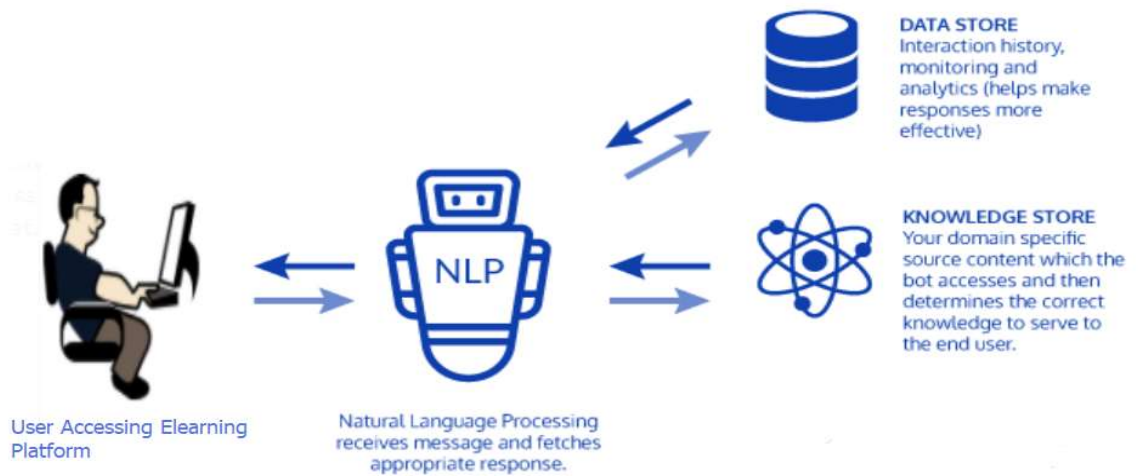 DATA STORE
Interaction history,
monitoring and
analytics (helps make
responses more
effective)
KNOWLEDGE STORE
Your domain specific
source content which the
bot accesses and then
determines the correct
knowledge to serve to
the end user.
NLP
User Accessing Elearning
Platform
Natural Language Processing
receives message and fetches
appropriate response.